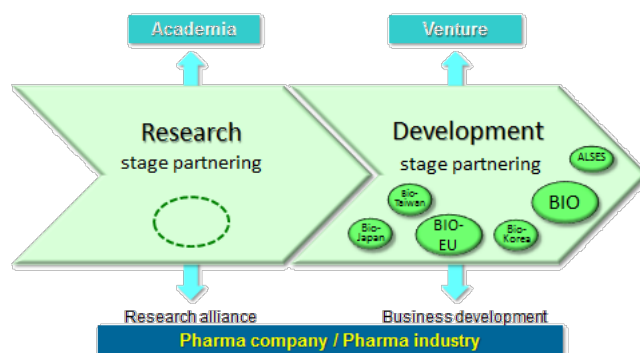 Academia
Venture
Research
stage partnering
Development
stage partnering
ALSES
Bio-
Taiwan
BIO
Bio-
Japan
BIO-
EU
Bio-
Korea
Research alliance
Business development
Pharma company / Pharma industry